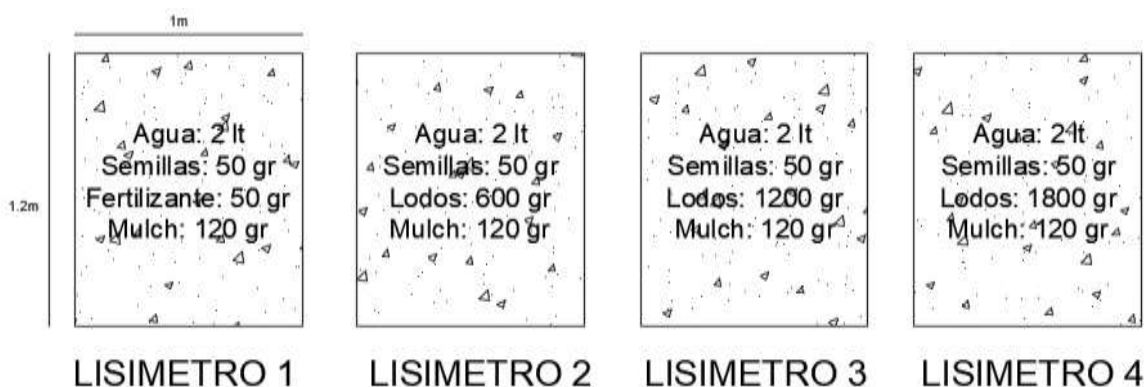 1m
1.2m
Agua: 2 lt
Semillas: 50 gr
Fertilizante: 50 gr
Mulch: 120 gr
LISIMETRO 1
Agua: 2 lt
Semillas: 50 gr
Lodos: 600 gr
Mulch: 120 gr
LISIMETRO 2
Agua: 2 lt
Semillas: 50 gr
Lodos: 1200 gr
Mulch: 120 gr
LISIMETRO 3
Agua: 2 lt
Semillas: 50 gr
Lodos: 1800 gr
Mulch: 120 gr
LISIMETRO 4